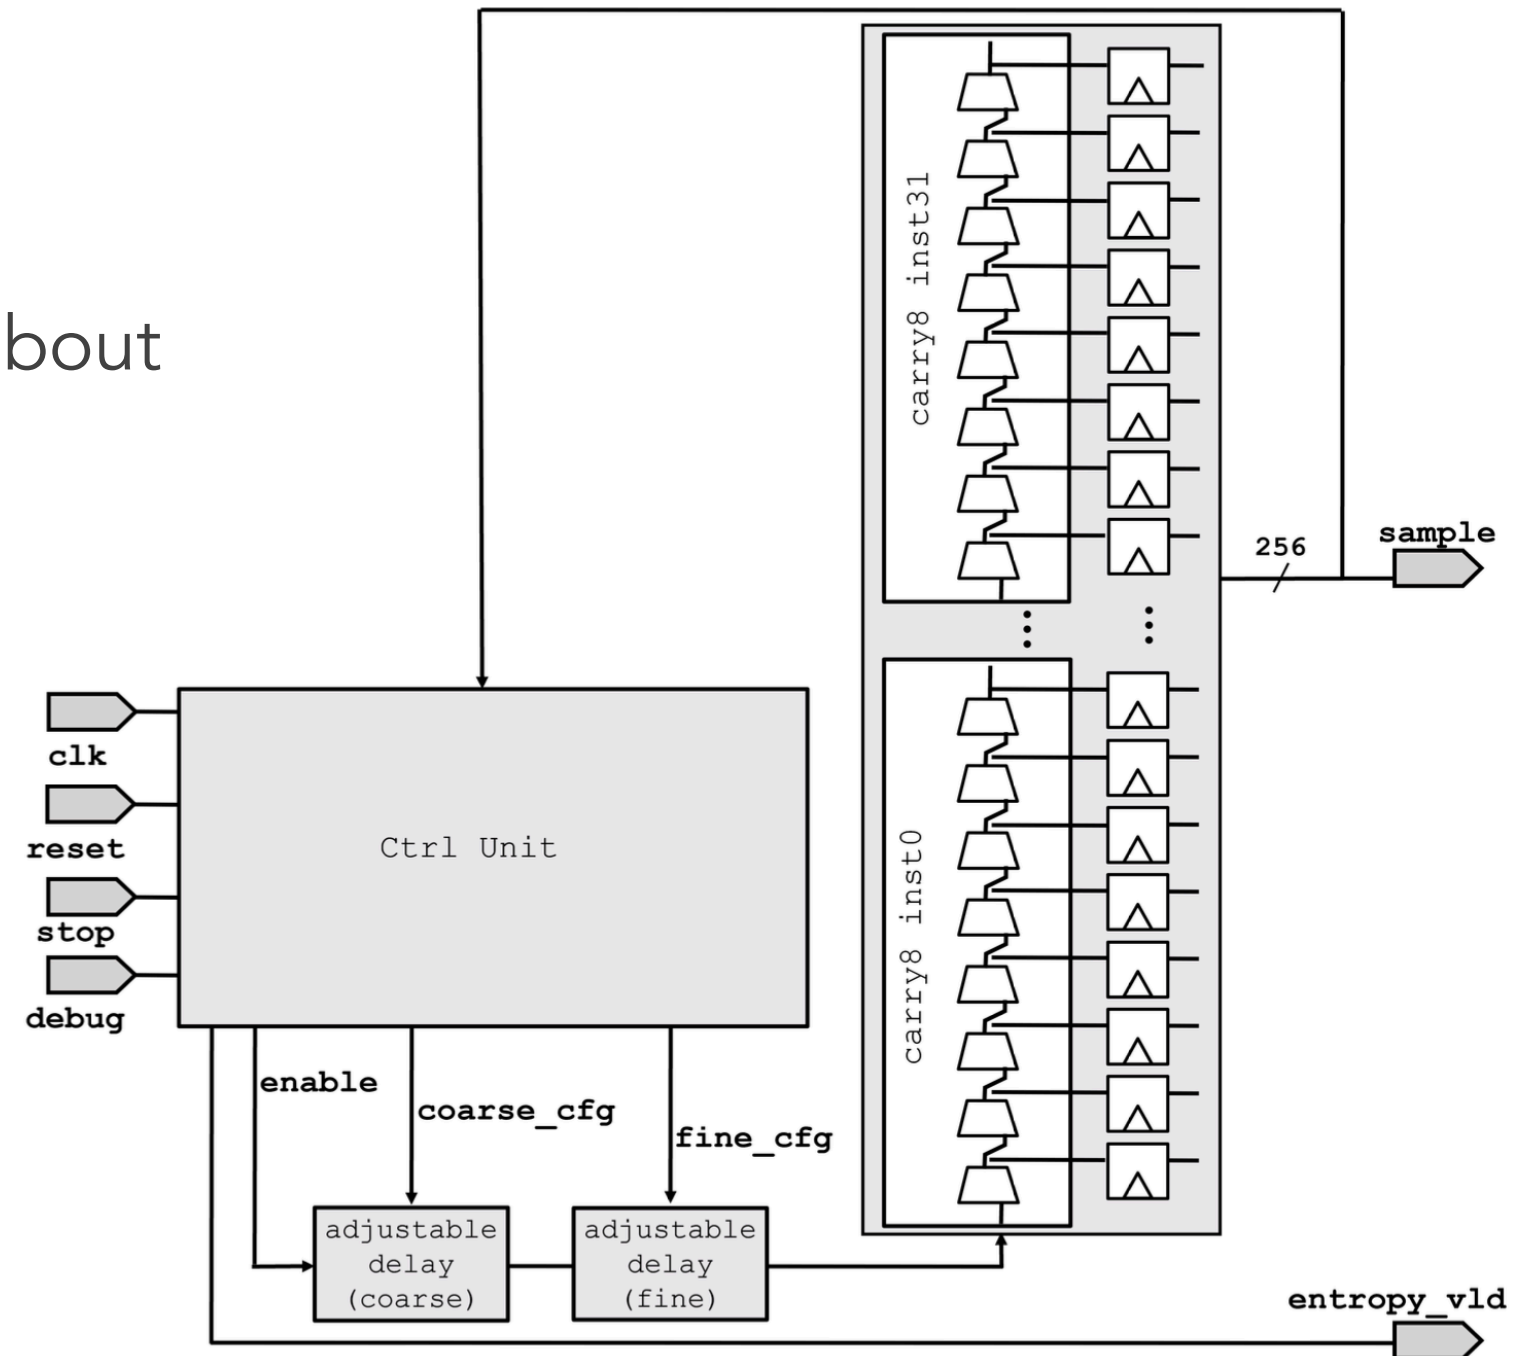 bout
carry8 inst31
256
sample
clk
reset
stop
debug
Ctrl Unit
carry8 inst0
enable
coarse_cfg
fine_cfg
adjustable
delay
(coarse)
adjustable
delay
(fine)
entropy_vld